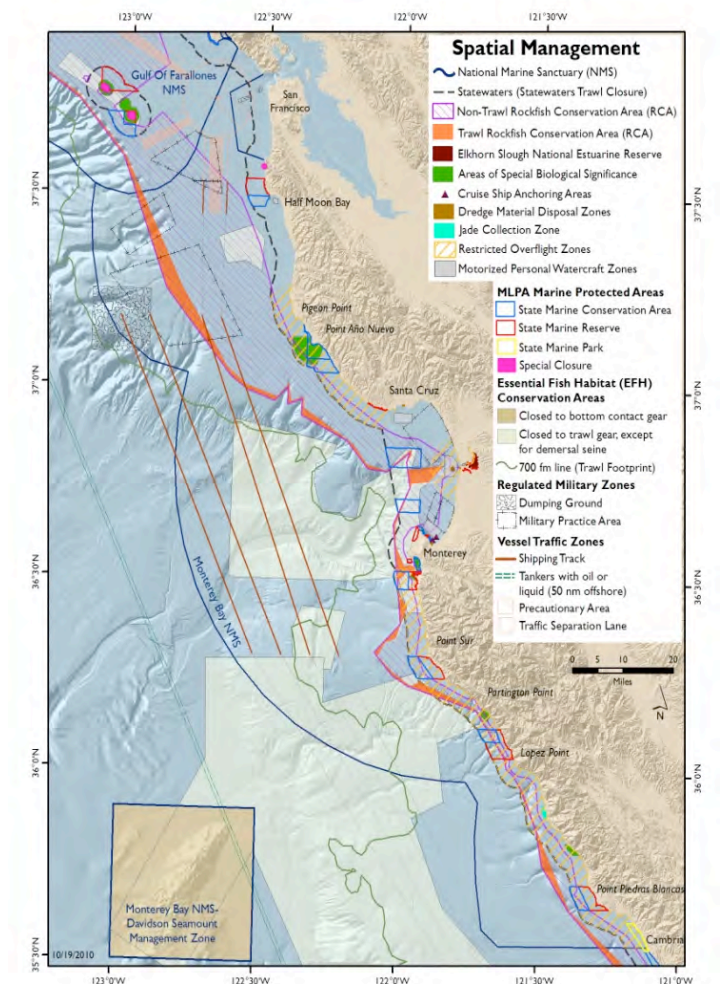 123°0'W
122°30'W
122°0'W
121°30'W
Spatial Management
National Marine Sanctuary (NMS)
Statewaters (Statewaters Trawl Closure)
Non-Trawl Rockfish Conservation Area (RCA)
Trawl Rockfish Conservation Area (RCA)
Elkhorn Slough National Estuarine Reserve
Areas of Special Biological Significance
Cruise Ship Anchoring Areas
Dredge Material Disposal Zones
Jade Collection Zone
Restricted Overflight Zones
Motorized Personal Watercraft Zones
MLPA Marine Protected Areas
State Marine Conservation Area
State Marine Reserve
State Marine Park
Special Closure
Essential Fish Habitat (EFH)
Conservation Areas
Closed to bottom contact gear
Closed to trawl gear, except
for demersal seine
700 fm line (Trawl Footprint)
Regulated Military Zones
Dumping Ground
Military Practice Area
Vessel Traffic Zones
Shipping Track
Tankers with oil or
liquid (50 nm offshore)
Precautionary Area
Traffic Separation Lane
0 5 10 20
Miles
N
Gulf Of Farallones
NMS
San
Francisco
Half Moon Bay
Pigeon Point
Point Año Nuevo
Santa Cruz
Monterey
Monterey Bay NMS
Point Sur
Partington Point
Lopez Point
Point Piedras Blancas
Cambria
Monterey Bay NMS-
Davidson Seamount
Management Zone
10/19/2010
37°30'N
37°0'N
36°30'N
36°0'N
35°30'N
37°30'N
37°0'N
36°30'N
36°0'N
123°0'W
122°30'W
122°0'W
121°30'W
121°0'W